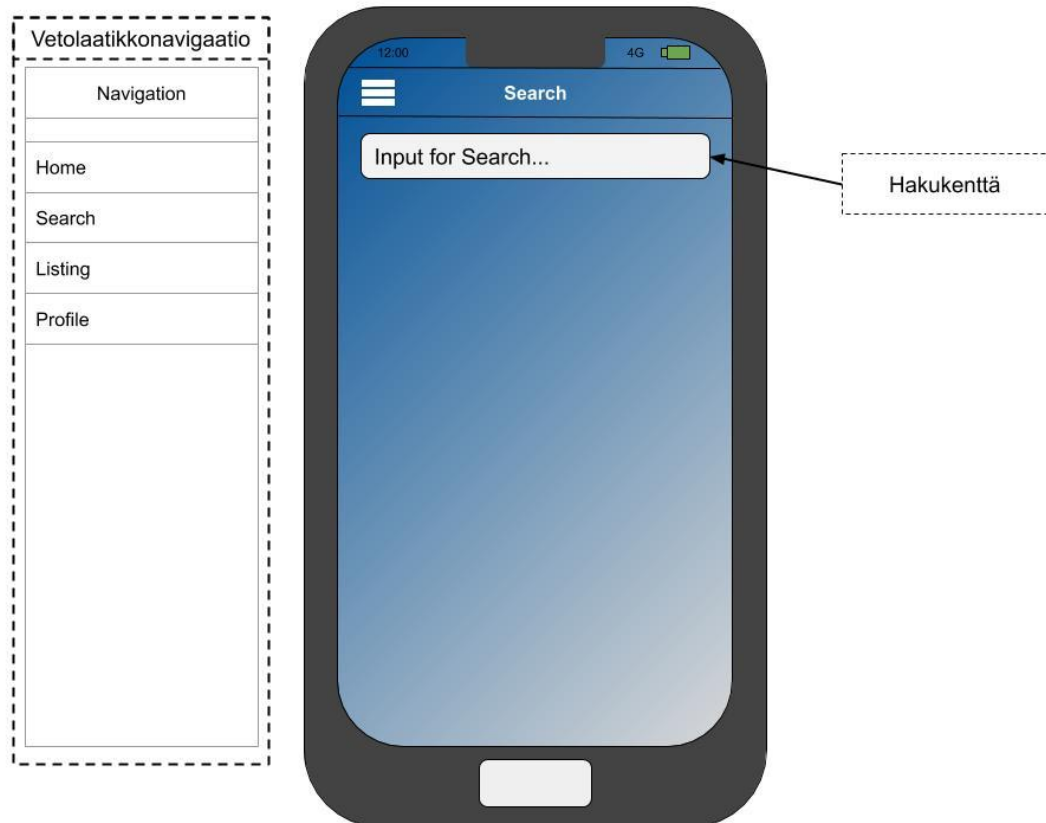 Vetolaatikkonavigaatio
Navigation
Home
Search
Listing
Profile
12:00
4G
Search
Input for Search...
Hakukenttä